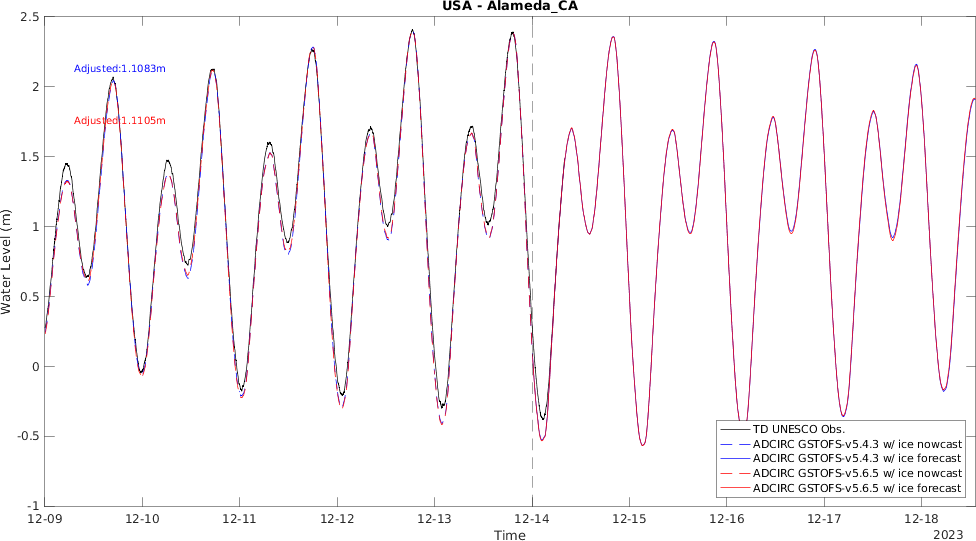 USA - Alameda_CA
2.5
2
1.5
1
0.5
0
-0.5
-1
Water Level (m)
Adjusted:1.1083m
Adjusted:1.1105m
TD UNESCO Obs.
ADCIRC GSTOFS-v5.4.3 w/ ice nowcast
ADCIRC GSTOFS-v5.4.3 w/ ice forecast
ADCIRC GSTOFS-v5.6.5 w/ ice nowcast
ADCIRC GSTOFS-v5.6.5 w/ ice forecast
12-09 12-10 12-11 12-12 12-13 12-14 12-15 12-16 12-17 12-18
Time
2023